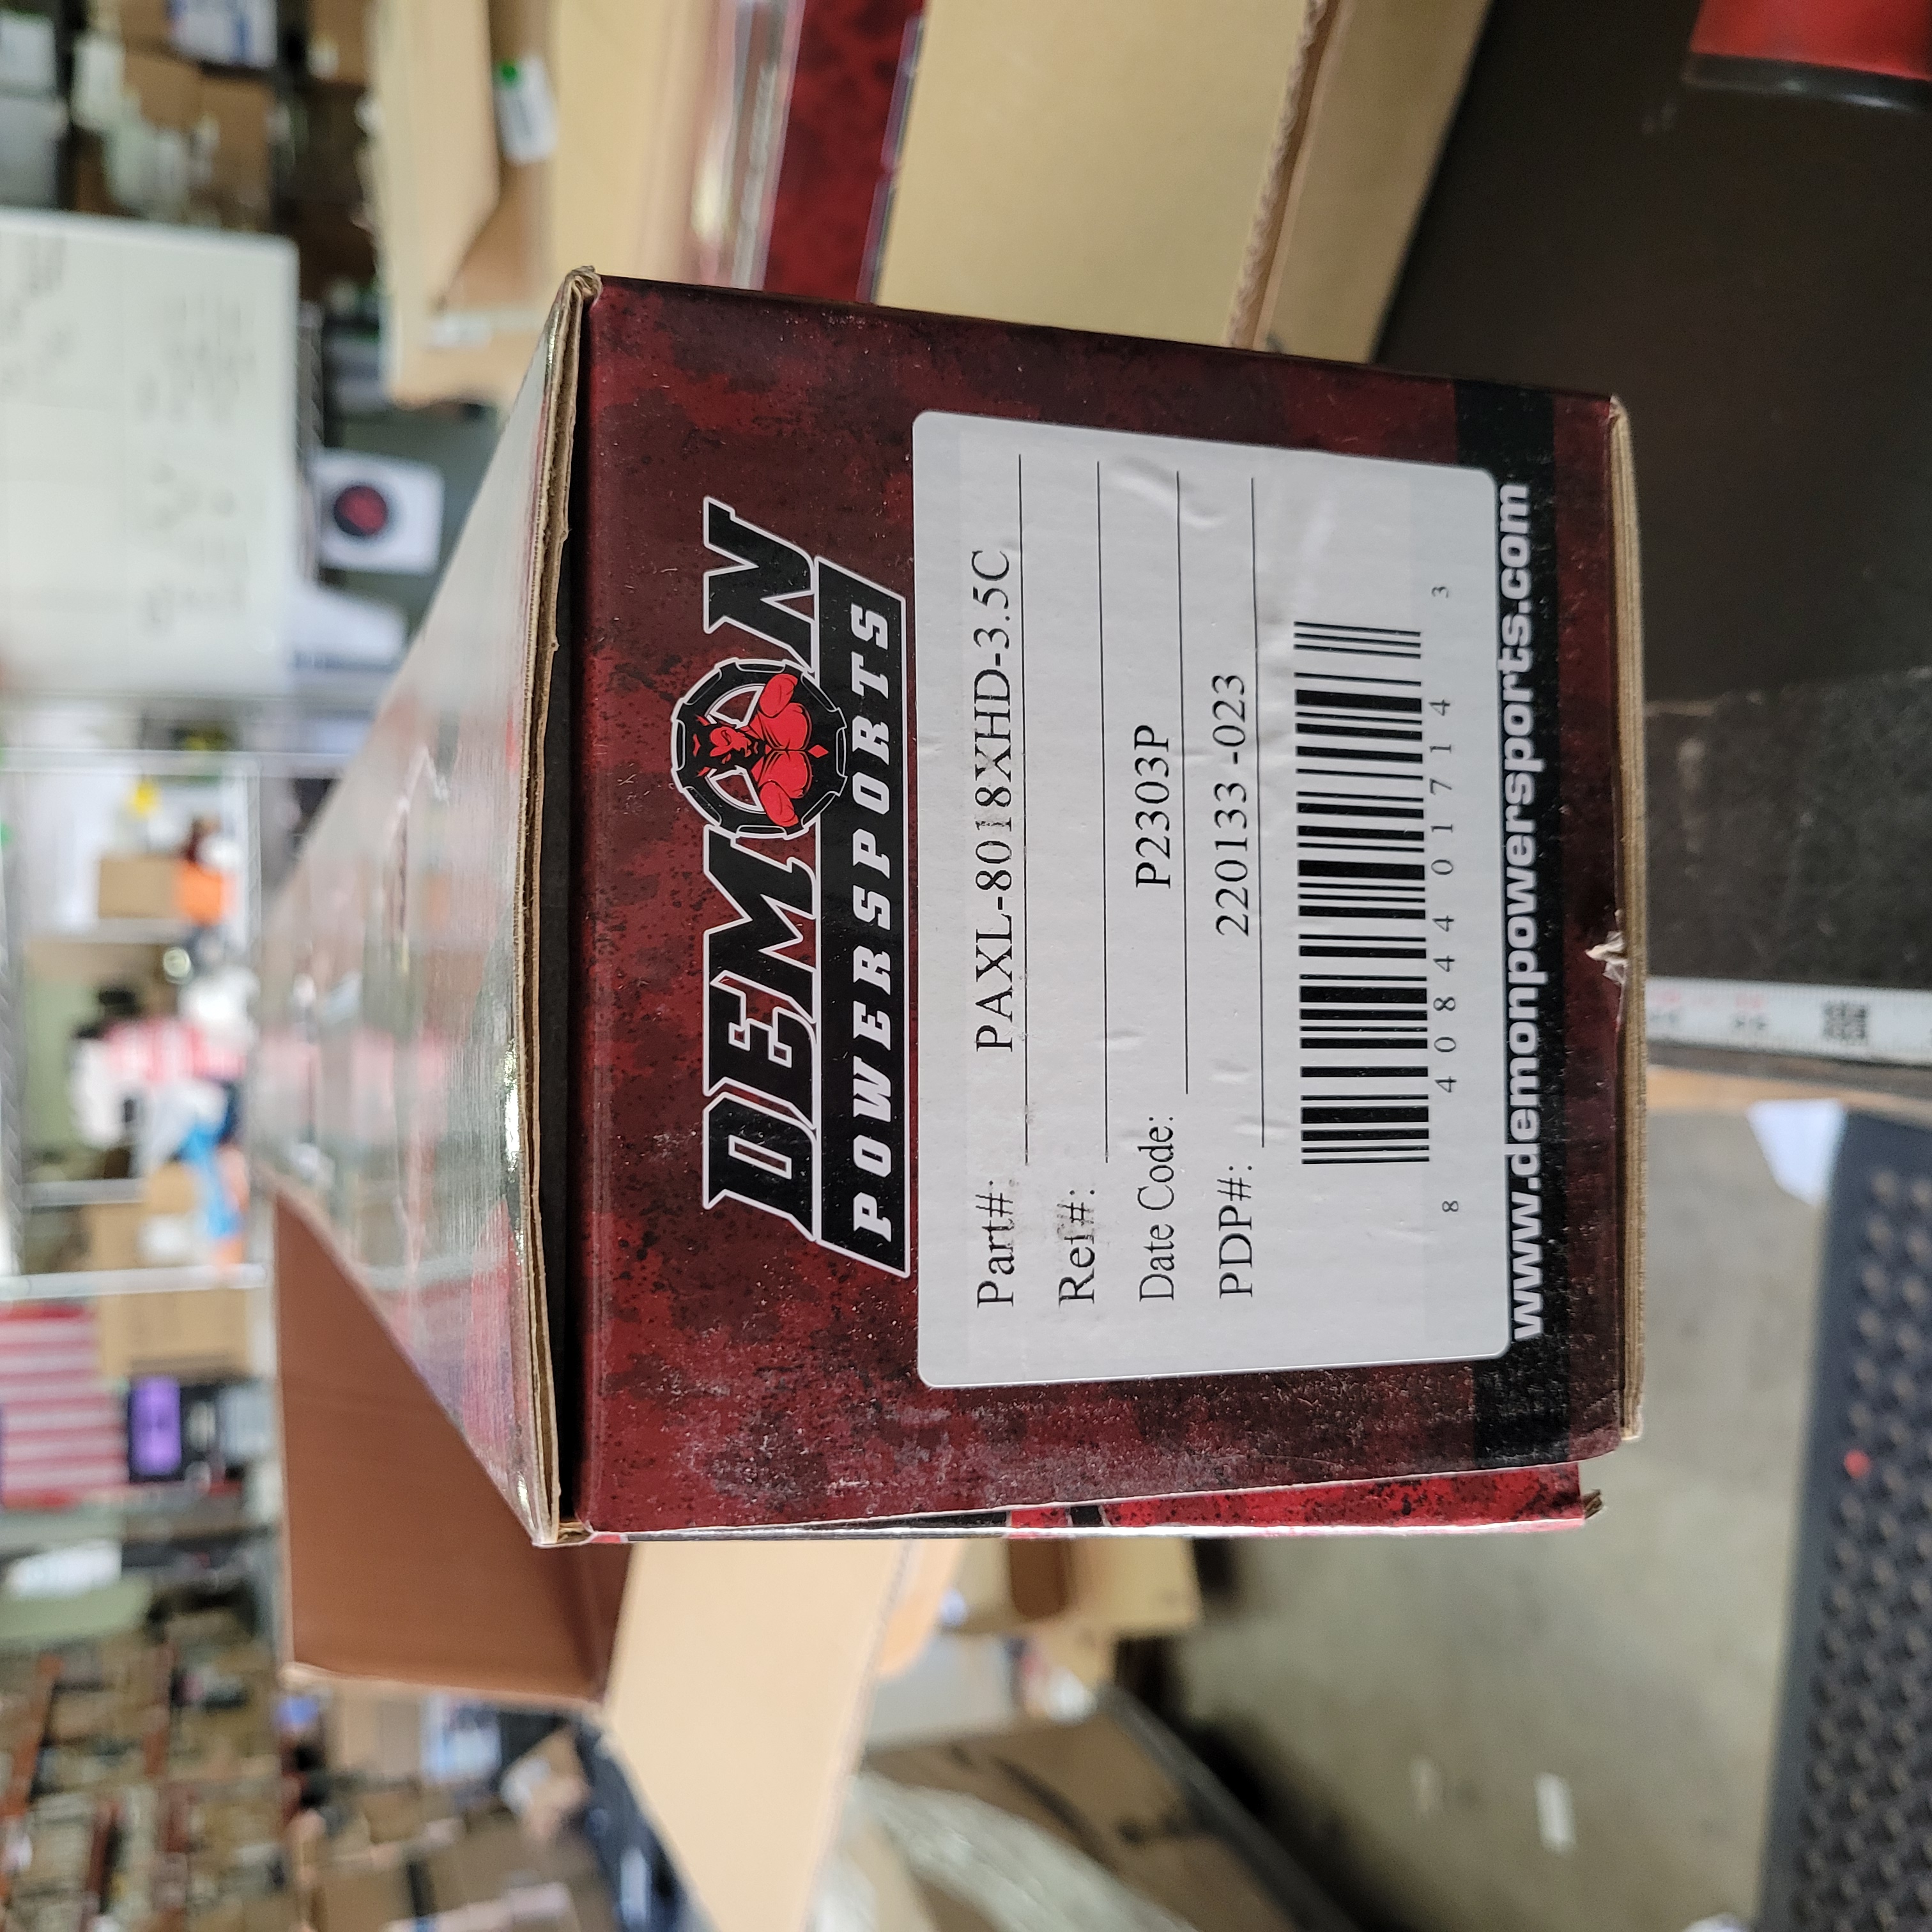 DEMON
POWERSPORTS
Part#: PAXL-8018XHD-3.5C
Ref#:
Date Code: P2303P
PDP#: 220133 -023
8 40844 01714 3
www.demonpowersports.com